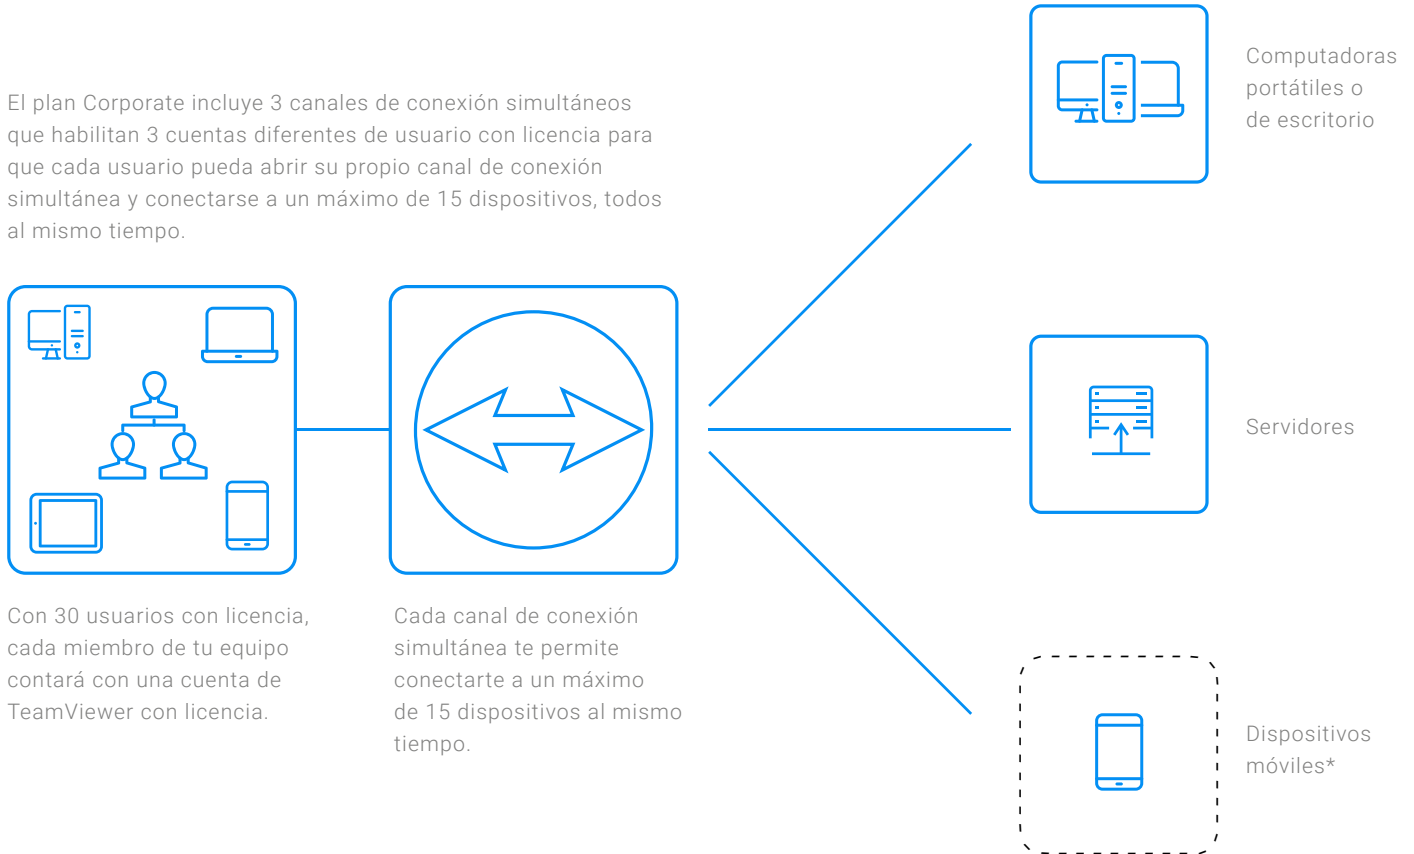 El plan Corporate incluye 3 canales de conexión simultáneos
que habilitan 3 cuentas diferentes de usuario con licencia para
que cada usuario pueda abrir su propio canal de conexión
simultánea y conectarse a un máximo de 15 dispositivos, todos
al mismo tiempo.
Con 30 usuarios con licencia,
cada miembro de tu equipo
contará con una cuenta de
TeamViewer con licencia.
Cada canal de conexión
simultánea te permite
conectarte a un máximo
de 15 dispositivos al mismo
tiempo.
Computadoras
portátiles o
de escritorio
Servidores
Dispositivos
móviles*